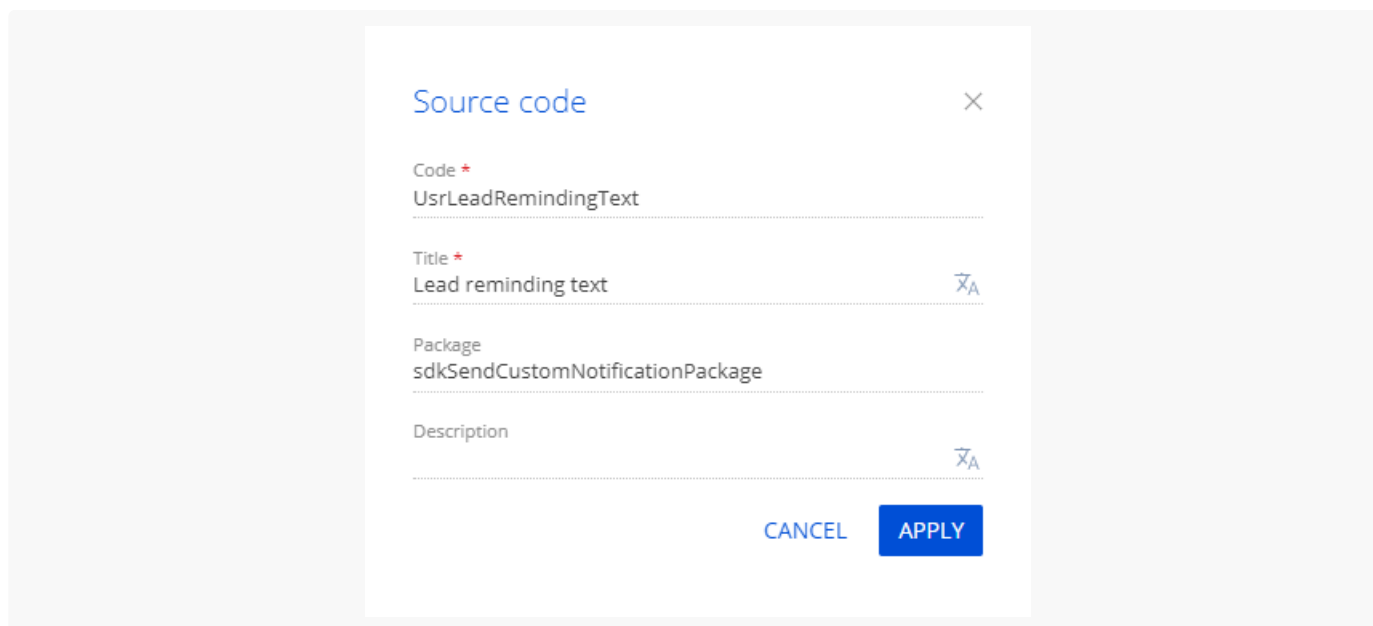 Source code
Code *
UsrLeadRemindingText
Title *
Lead reminding text
Package
sdkSendCustomNotificationPackage
Description
CANCEL APPLY